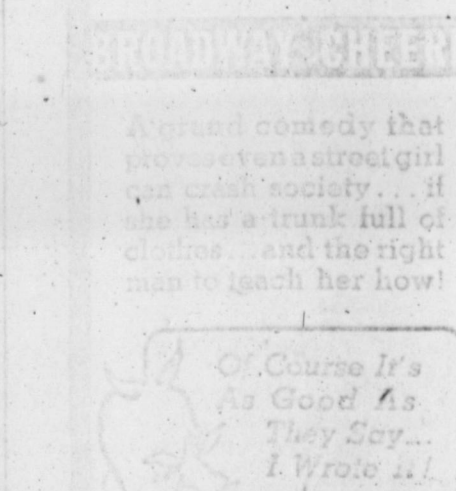 BROADWAY CHEER
A grand comedy that
proves even a street girl
can crash society . . . if
she has a trunk full of
clothes . . . and the right
man to teach her how!
Of Course It's
As Good As
They Say...
I Wrote it!